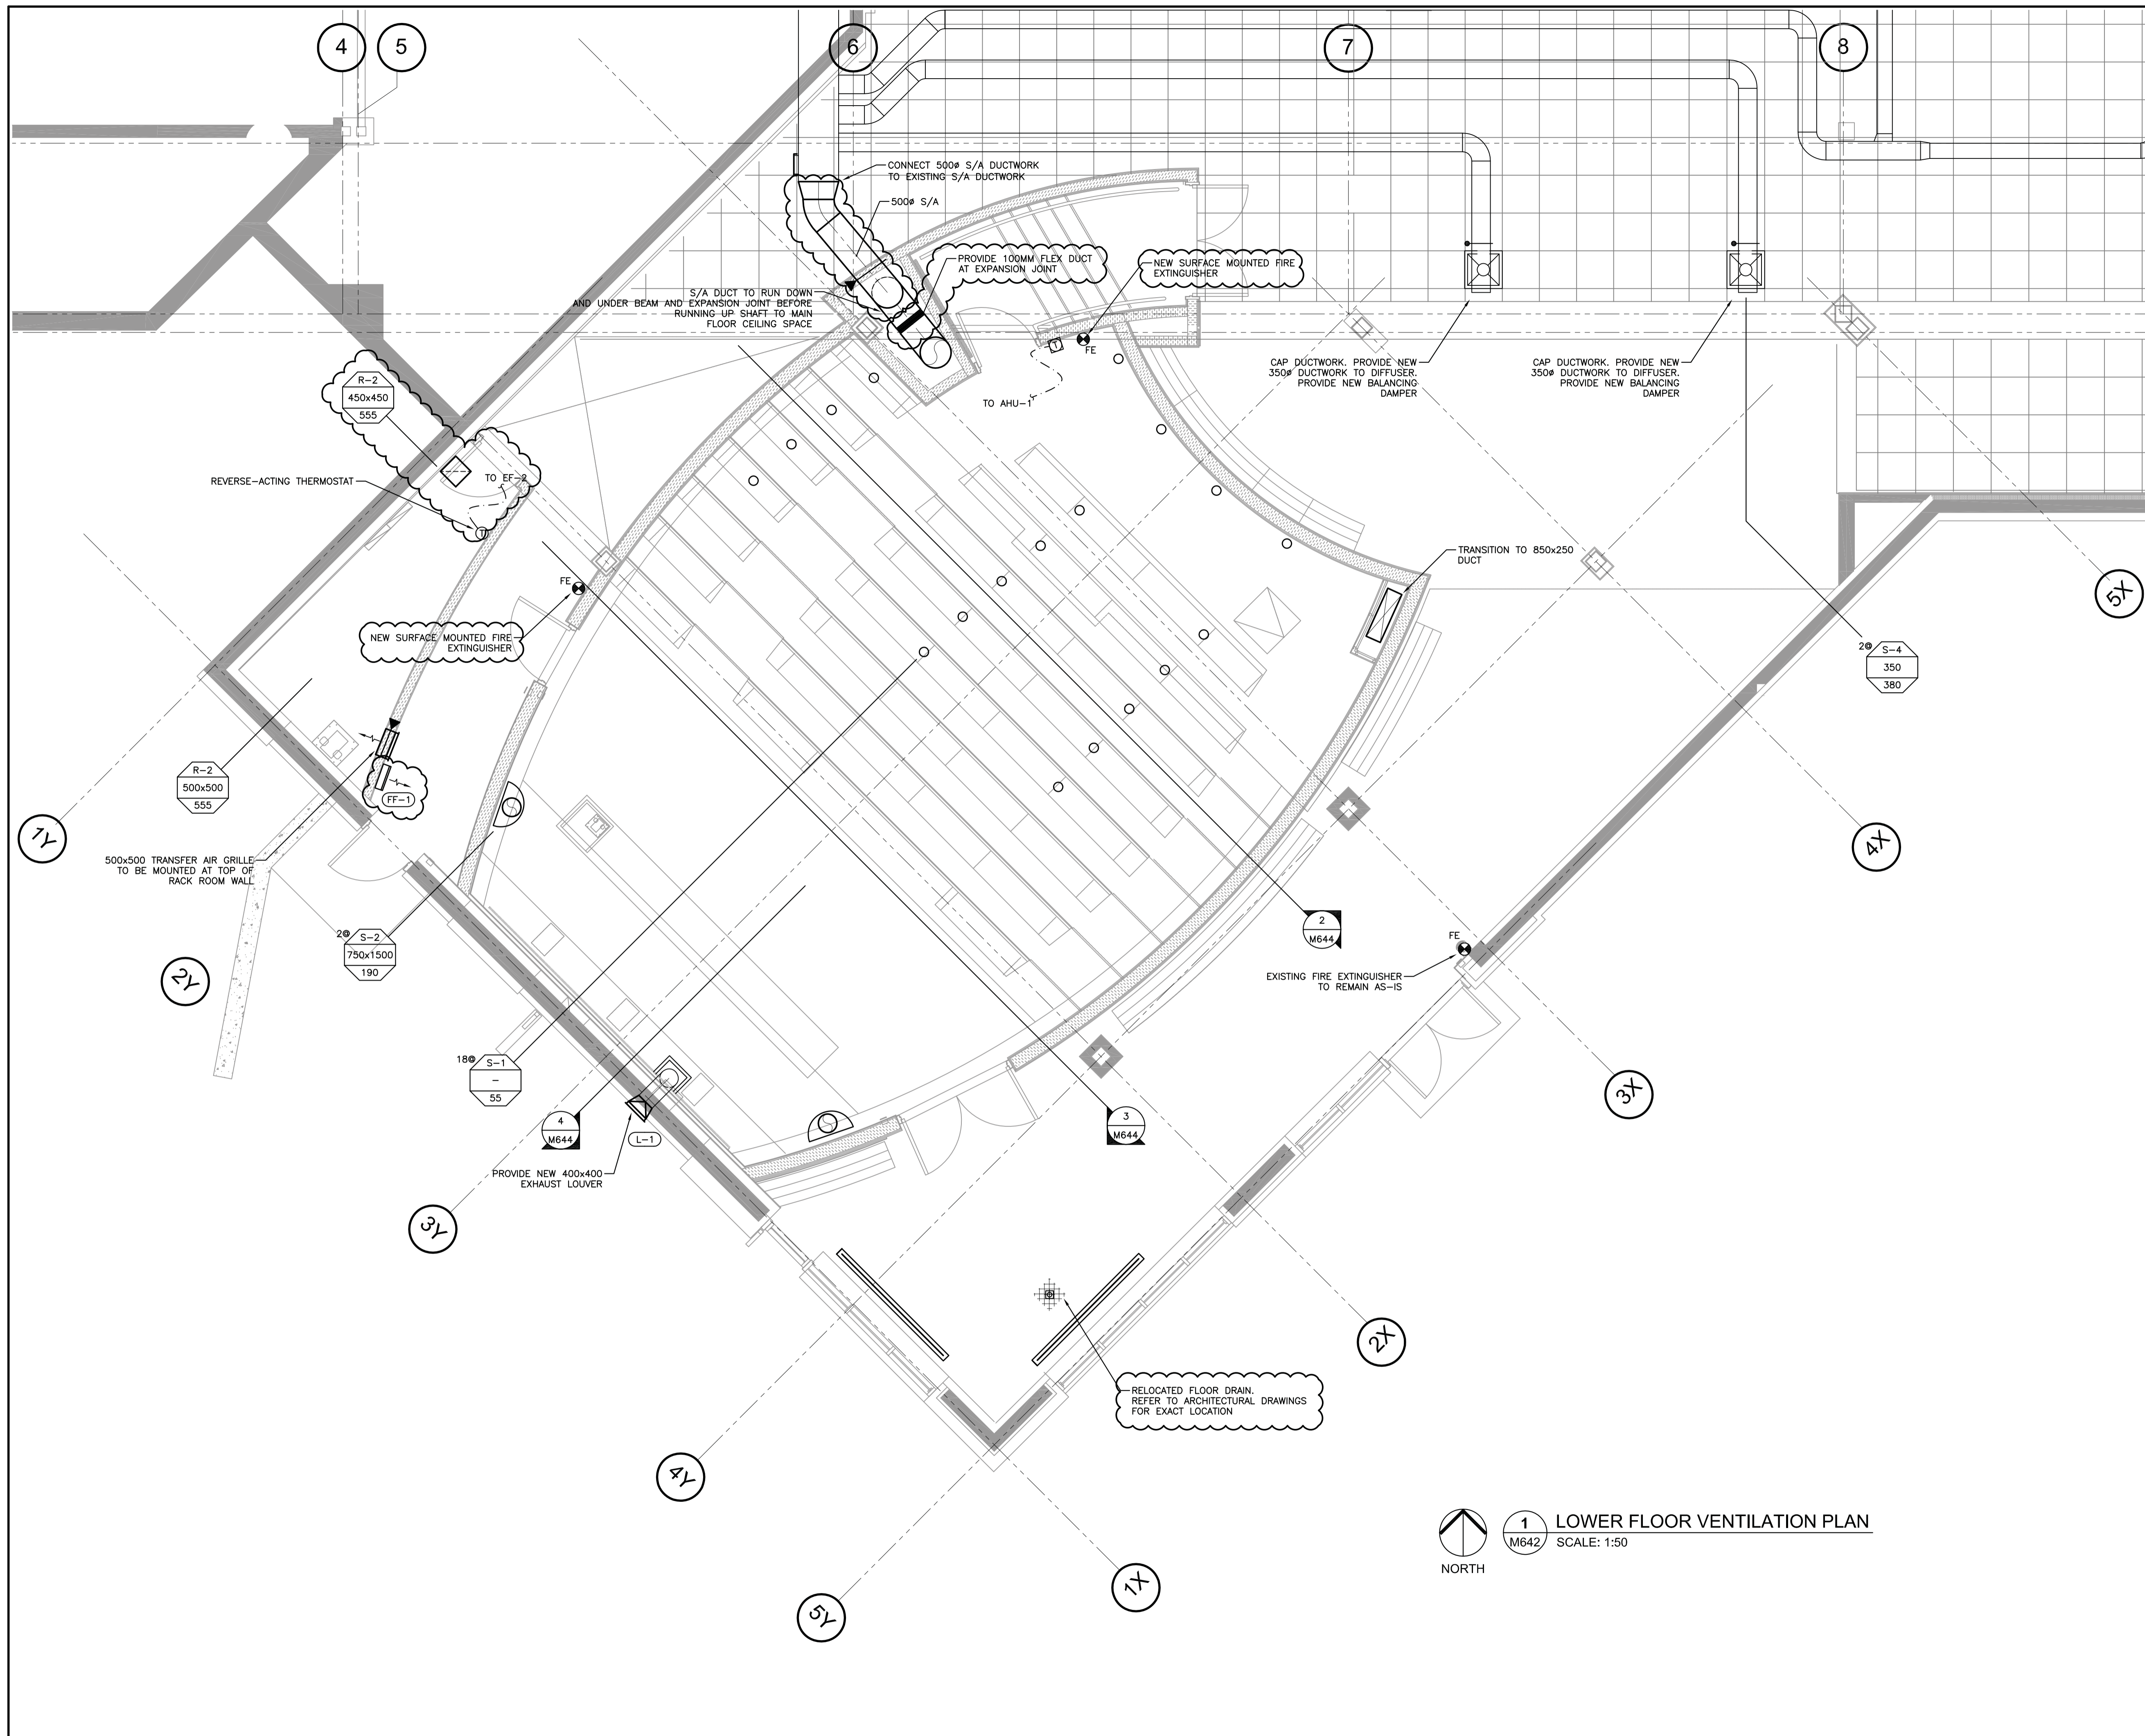 4
5
6
7
8
CONNECT 500ø S/A DUCTWORK
TO EXISTING S/A DUCTWORK
500ø S/A
PROVIDE 100MM FLEX DUCT
AT EXPANSION JOINT
NEW SURFACE MOUNTED FIRE
EXTINGUISHER
S/A DUCT TO RUN DOWN
AND UNDER BEAM AND EXPANSION JOINT BEFORE
RUNNING UP SHAFT TO MAIN
FLOOR CEILING SPACE
T
FE
TO AHU-1
CAP DUCTWORK. PROVIDE NEW
350ø DUCTWORK TO DIFFUSER.
PROVIDE NEW BALANCING
DAMPER
CAP DUCTWORK. PROVIDE NEW
350ø DUCTWORK TO DIFFUSER.
PROVIDE NEW BALANCING
DAMPER
R-2
450x450
555
REVERSE-ACTING THERMOSTAT
TO EF-2
T
TRANSITION TO 850x250
DUCT
FE
5X
NEW SURFACE MOUNTED FIRE
EXTINGUISHER
2@
S-4
350
380
R-2
500x500
555
FF-1
1Y
4X
500x500 TRANSFER AIR GRILLE
TO BE MOUNTED AT TOP OF
RACK ROOM WALL
2@
S-2
750x1500
190
2
M644
FE
EXISTING FIRE EXTINGUISHER
TO REMAIN AS-IS
2Y
18@
S-1
-
55
3X
4
M644
L-1
3
M644
PROVIDE NEW 400x400
EXHAUST LOUVER
3Y
2X
RELOCATED FLOOR DRAIN.
REFER TO ARCHITECTURAL DRAWINGS
FOR EXACT LOCATION
4Y
1X
5Y
NORTH
1
M642
LOWER FLOOR VENTILATION PLAN
SCALE: 1:50